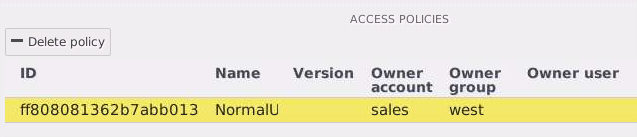 ACCESS POLICIES
Delete policy
ID Name Version Owner account Owner group Owner user
ff808081362b7abb013 NormalU sales west